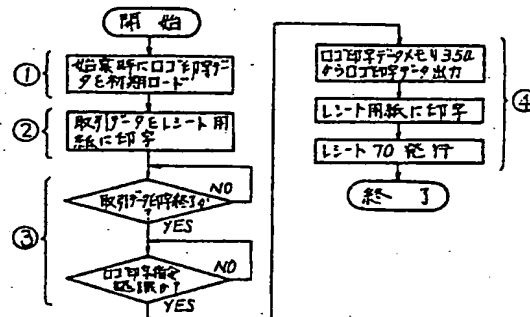 開始
①
始業時にロゴ印字デー
タを初期ロード
②
取引データをレシート用
紙に印字
③
取引データ印字終了か
?
NO
YES
ロゴ印字指令
認識か?
NO
YES
ロゴ印字データメモリ35a
からロゴ印字データ出力
④
レシート用紙に印字
レシート70発行
終了